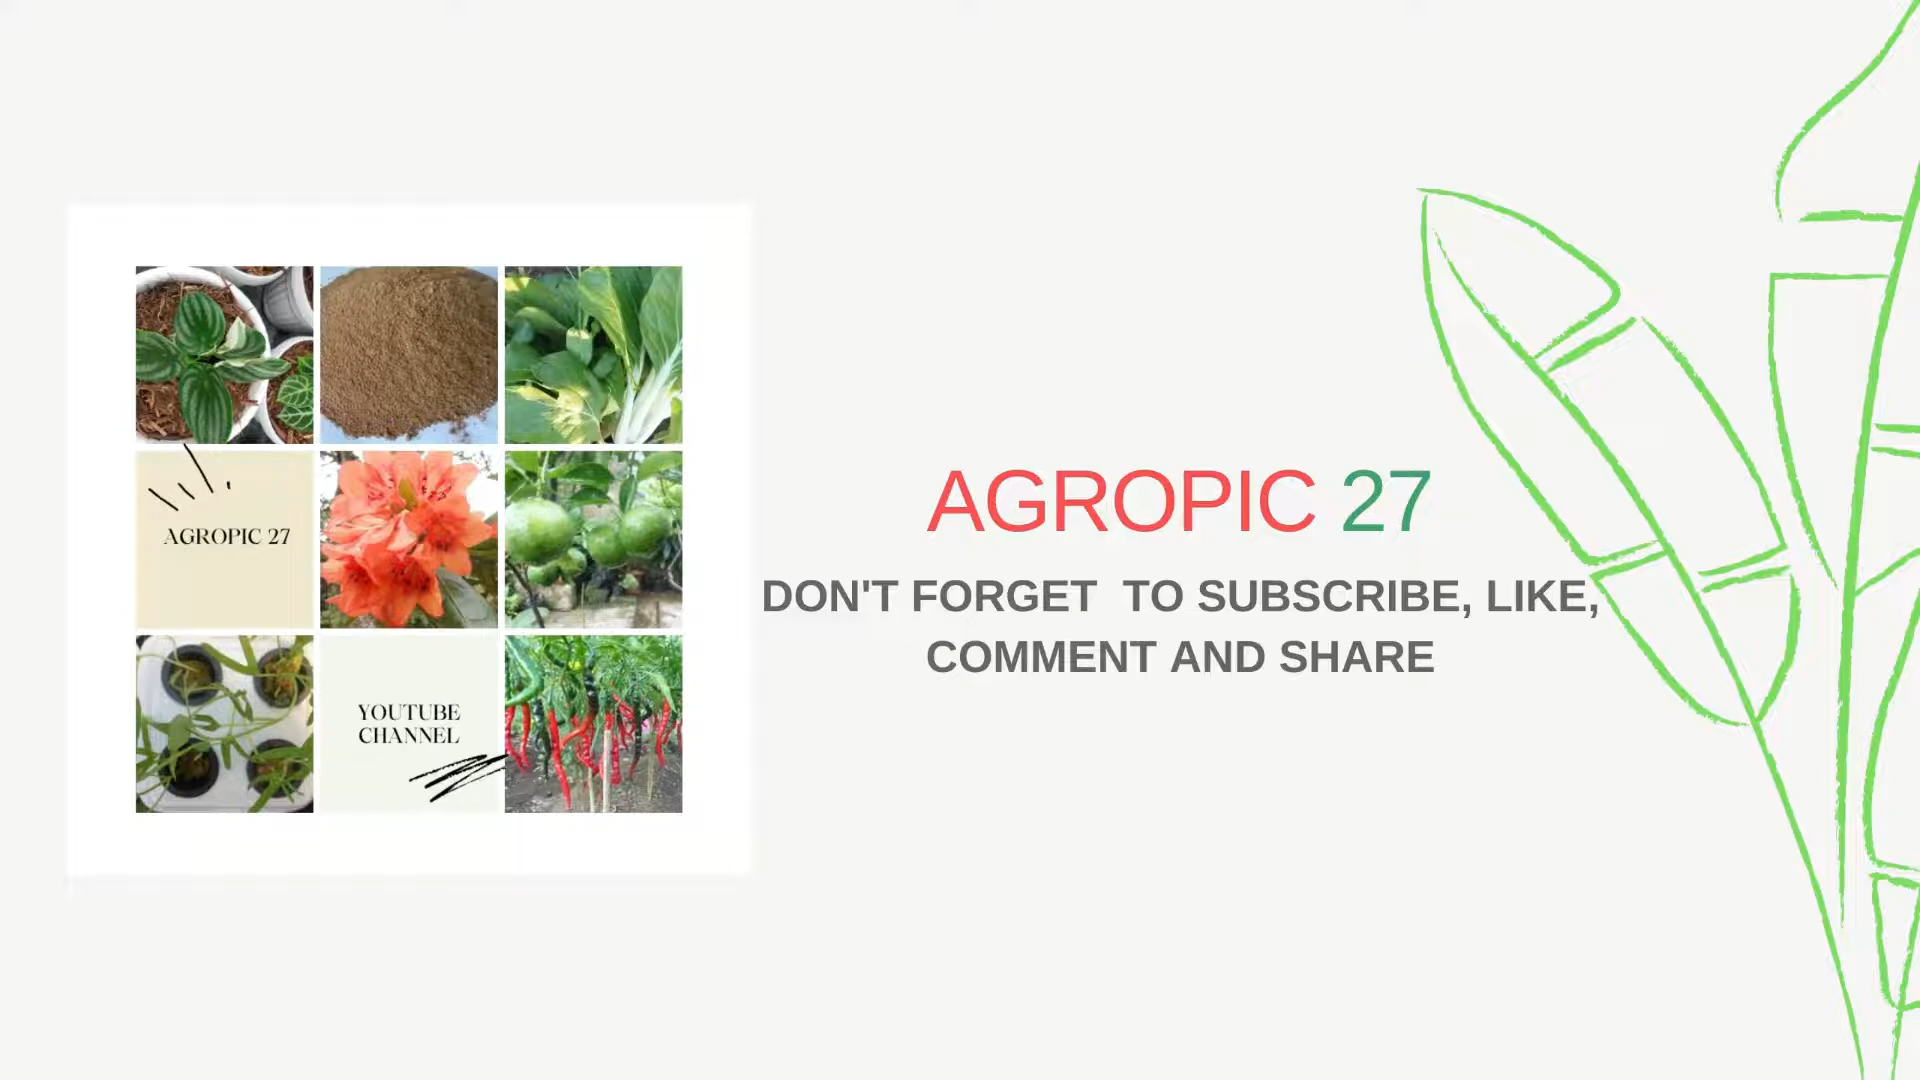 AGROPIC 27
YOUTUBE
CHANNEL
AGROPIC 27
DON'T FORGET  TO SUBSCRIBE, LIKE,
COMMENT AND SHARE